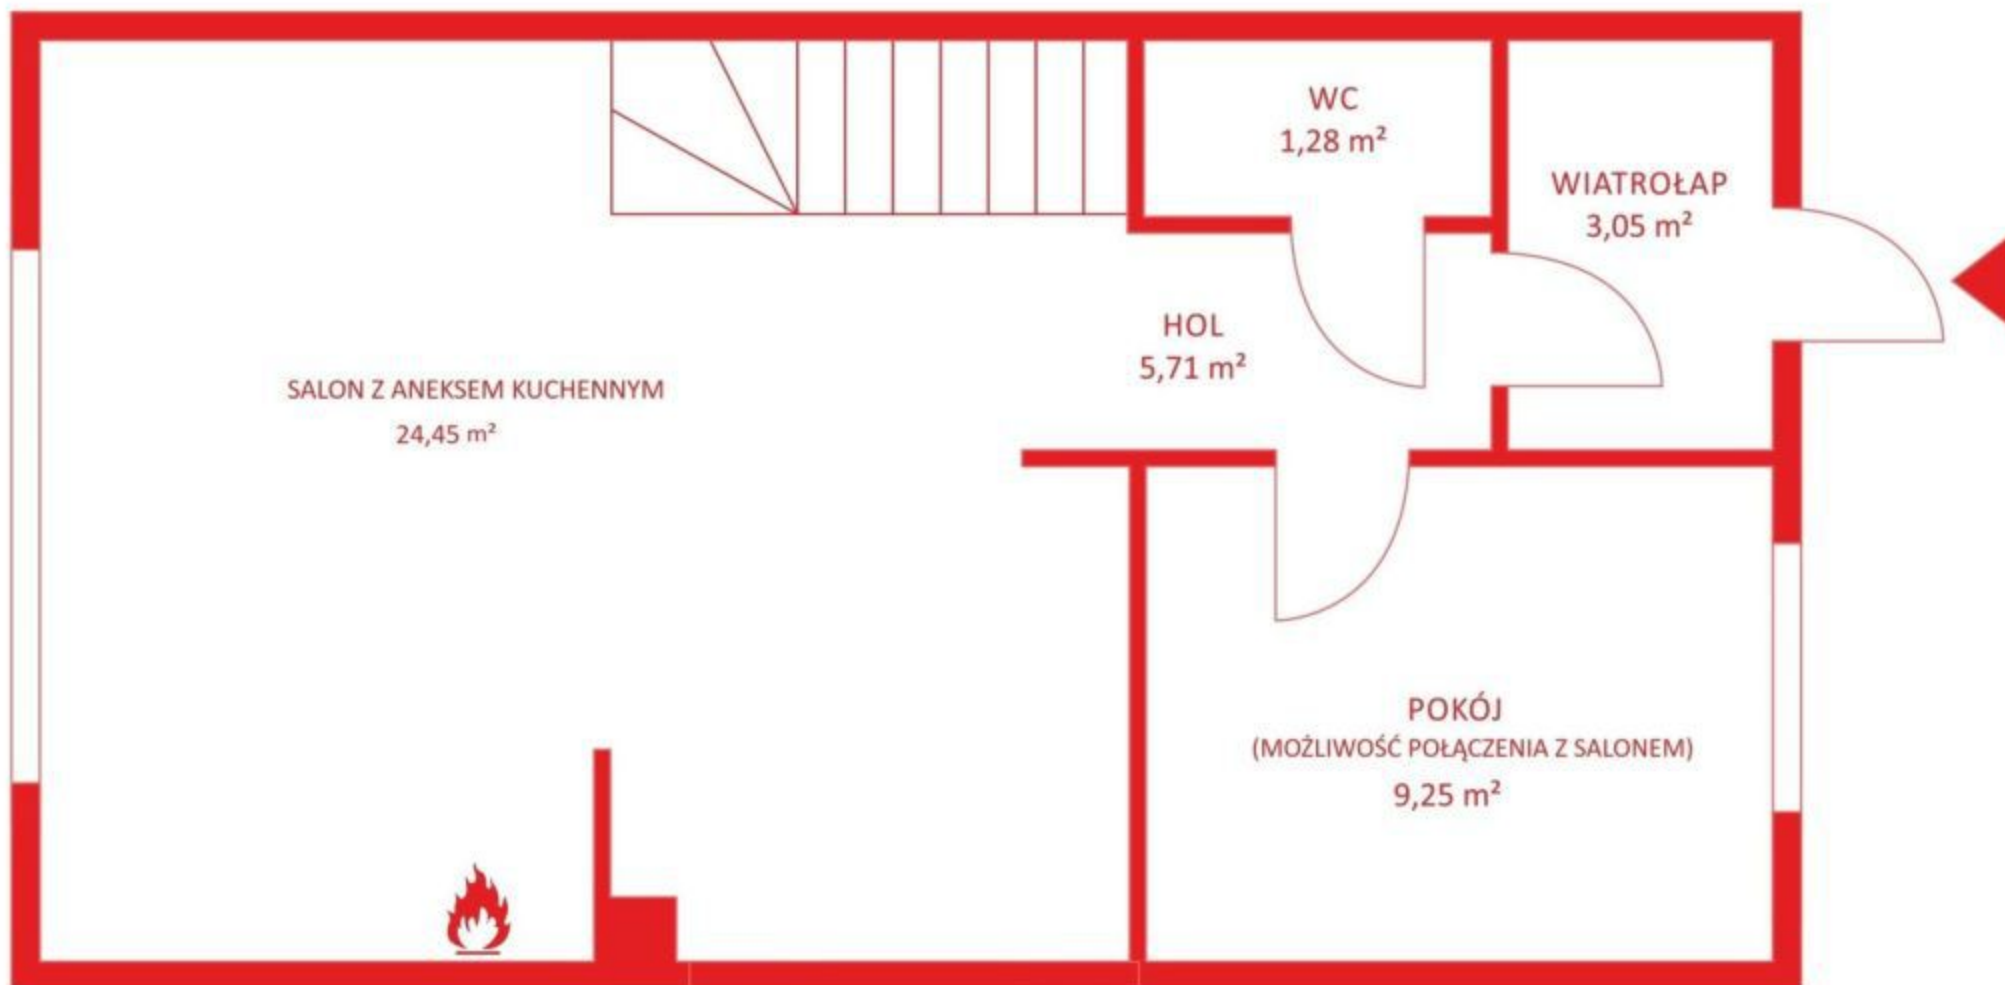 WC
1,28 m²
WIATROŁAP
3,05 m²
HOL
5,71 m²
SALON Z ANEKSEM KUCHENNYM
24,45 m²
POKÓJ
(MOŻLIWOŚĆ POŁĄCZENIA Z SALONEM)
9,25 m²